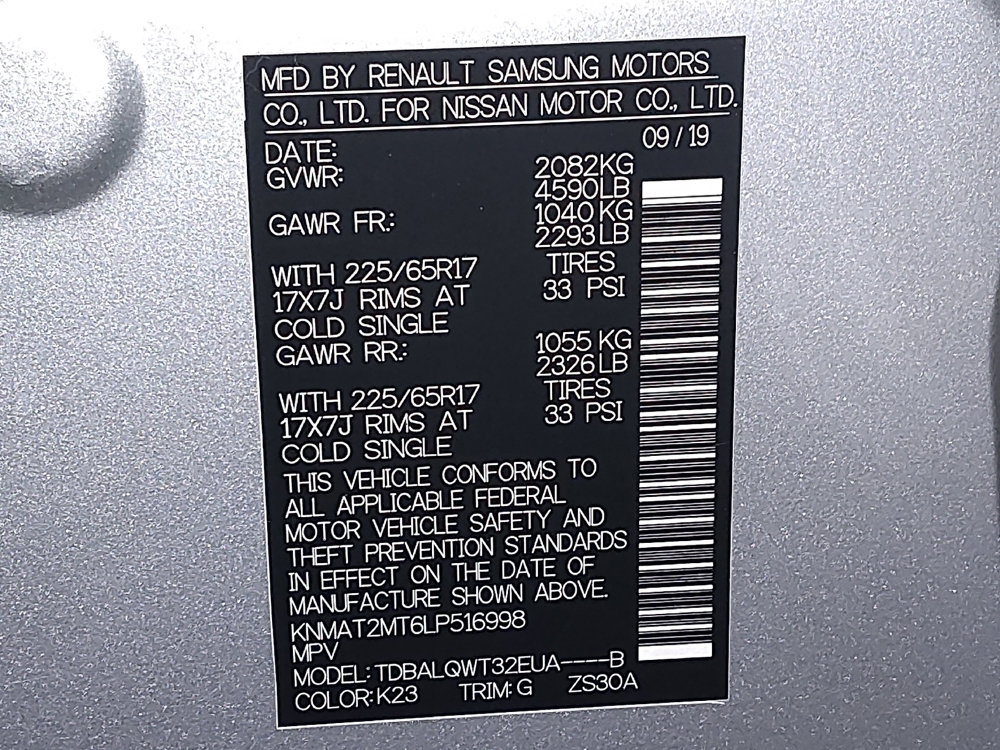 MFD BY RENAULT SAMSUNG MOTORS
CO., LTD. FOR NISSAN MOTOR CO., LTD.
DATE: 09/19
GVWR: 2082KG
4590LB
GAWR FR.: 1040 KG
2293LB
WITH 225/65R17 TIRES
17X7J RIMS AT 33 PSI
COLD SINGLE
GAWR RR.: 1055 KG
2326LB
WITH 225/65R17 TIRES
17X7J RIMS AT 33 PSI
COLD SINGLE
THIS VEHICLE CONFORMS TO
ALL APPLICABLE FEDERAL
MOTOR VEHICLE SAFETY AND
THEFT PREVENTION STANDARDS
IN EFFECT ON THE DATE OF
MANUFACTURE SHOWN ABOVE.
KNMAT2MT6LP516998
MPV
MODEL: TDBALQWT32EUA----B
COLOR: K23 TRIM: G ZS30A